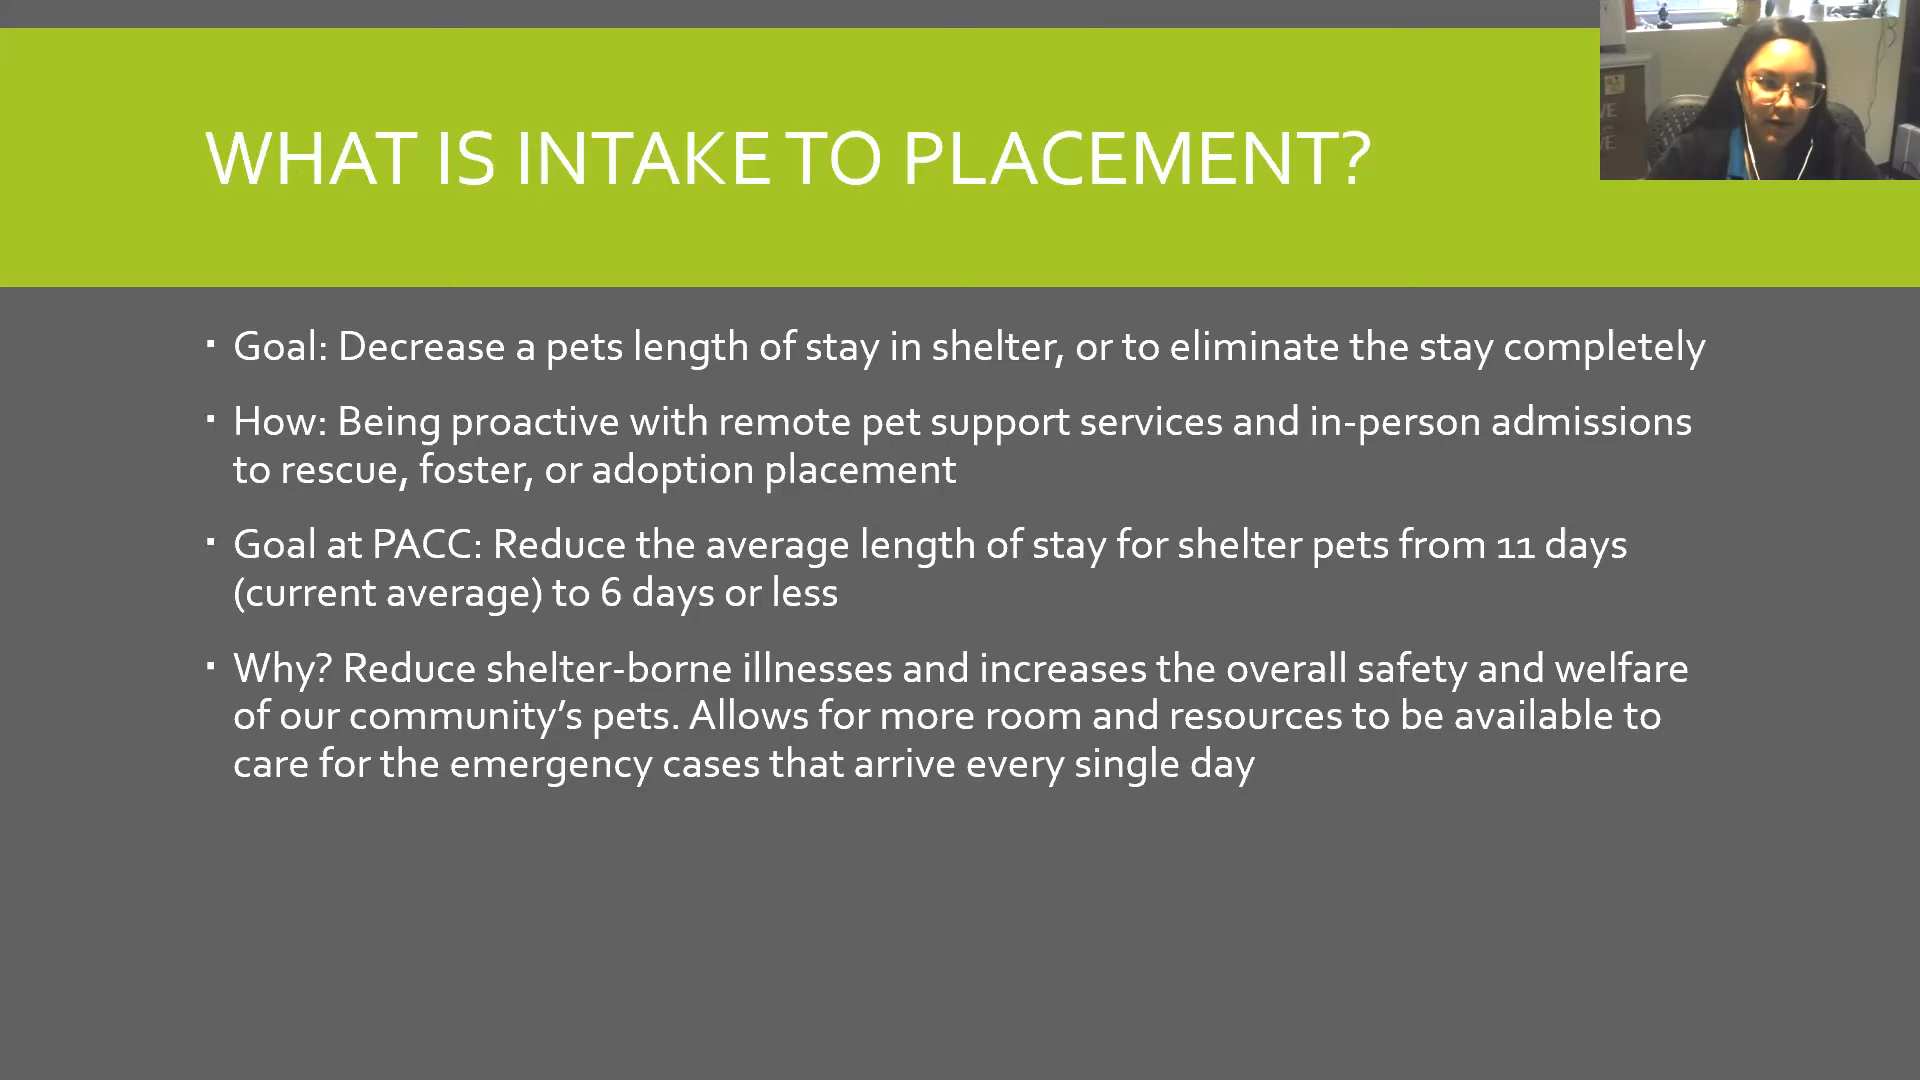 WHAT IS INTAKE TO PLACEMENT?
▪ Goal: Decrease a pets length of stay in shelter, or to eliminate the stay completely
▪ How: Being proactive with remote pet support services and in-person admissions
to rescue, foster, or adoption placement
▪ Goal at PACC: Reduce the average length of stay for shelter pets from 11 days
(current average) to 6 days or less
▪ Why? Reduce shelter-borne illnesses and increases the overall safety and welfare
of our community’s pets. Allows for more room and resources to be available to
care for the emergency cases that arrive every single day